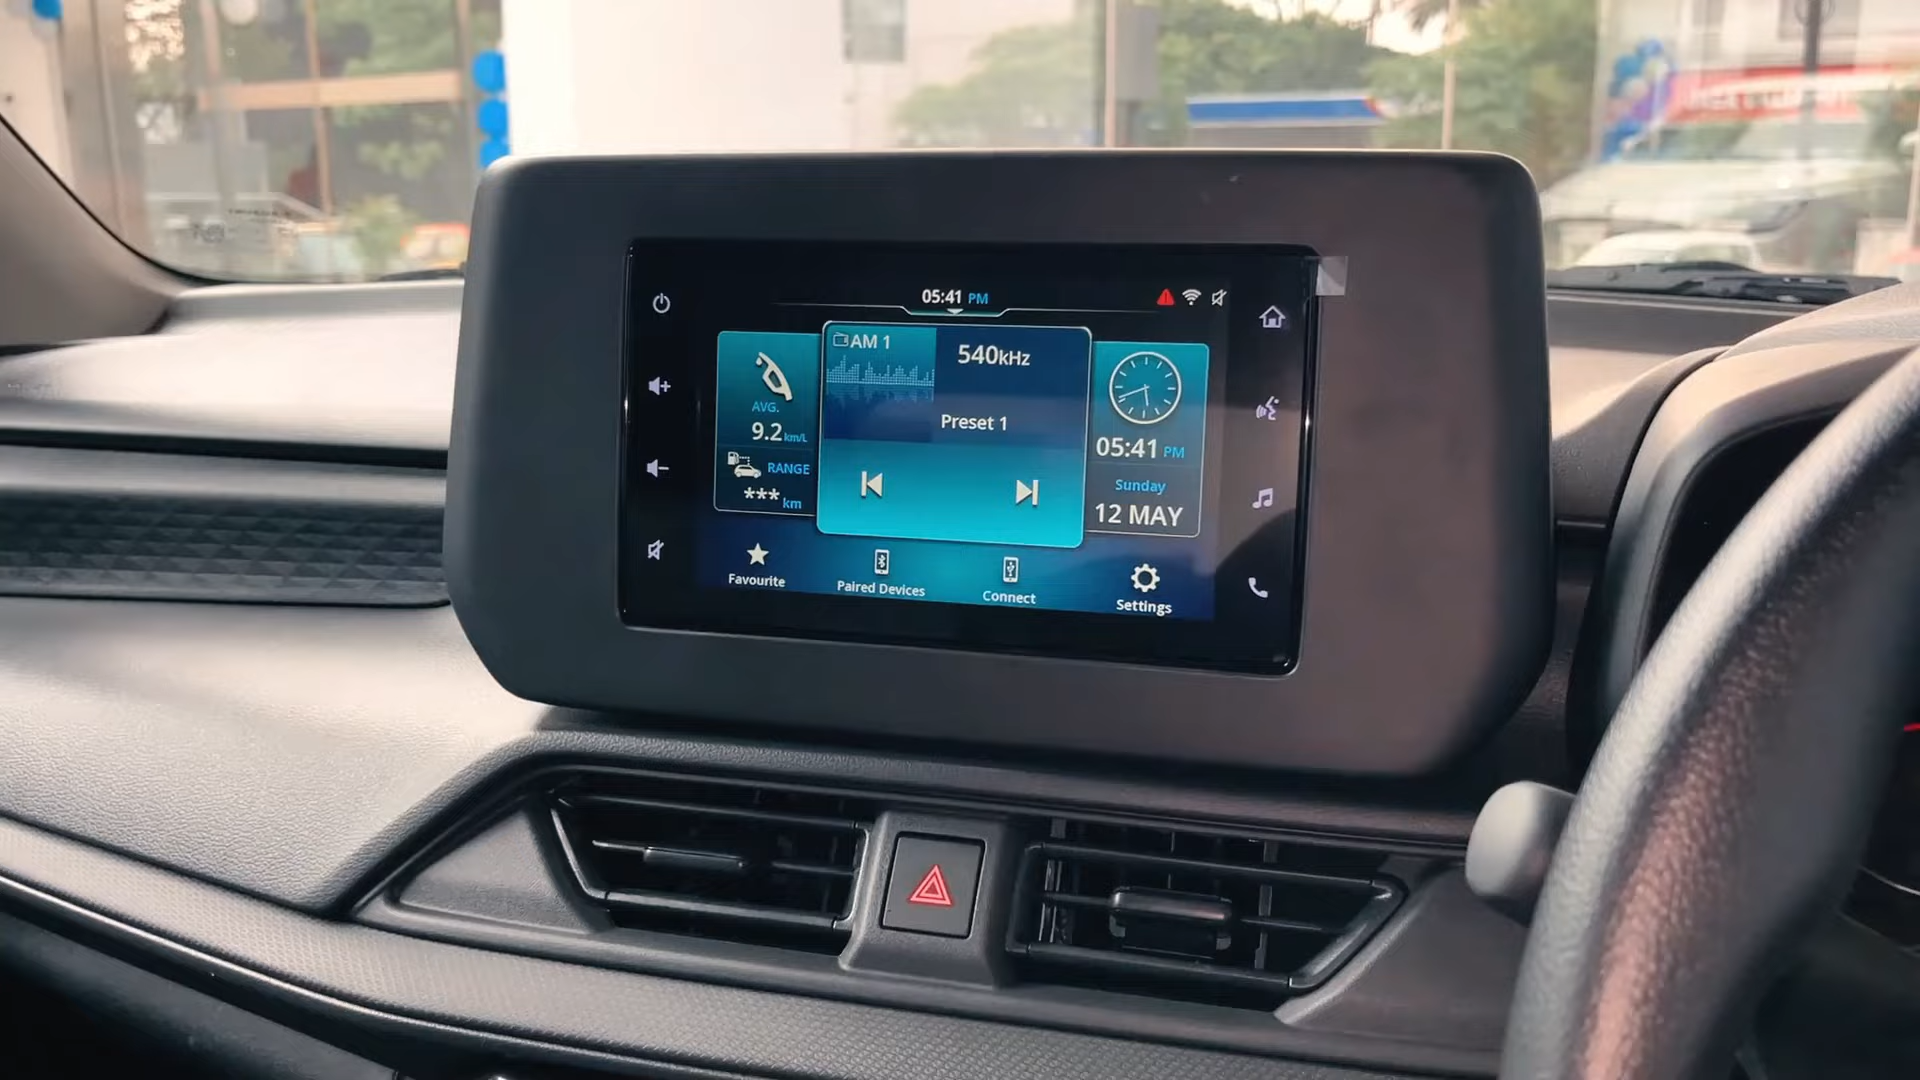 05:41 PM
AM 1
540kHz
Preset 1
AVG.
9.2 km/L
RANGE
*** km
05:41 PM
Sunday
12 MAY
Favourite
Paired Devices
Connect
Settings